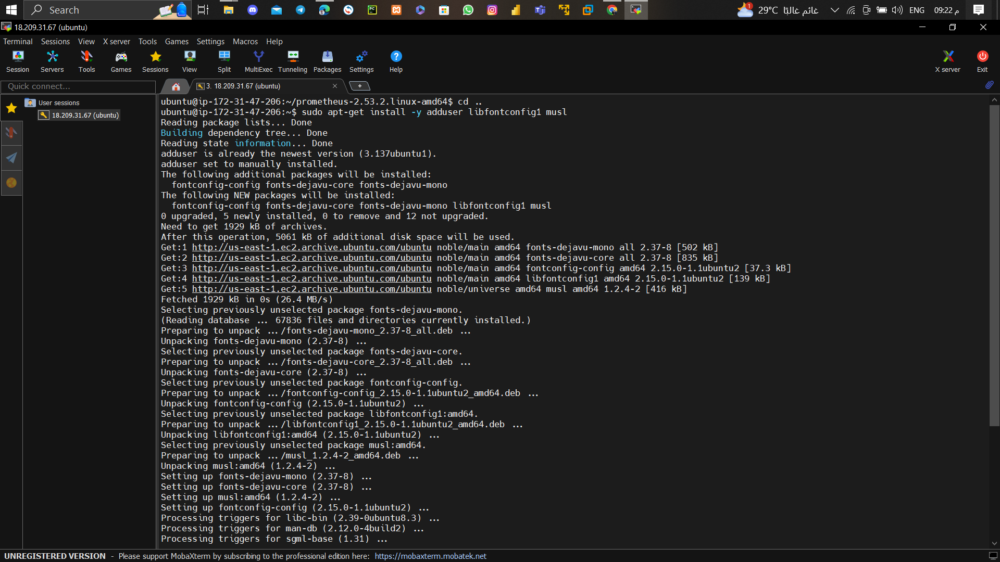 Search
1
29°C غائم غالبًا
ENG
09:22 م
18.209.31.67 (ubuntu)
Terminal Sessions View X server Tools Games Settings Macros Help
Session Servers Tools Games Sessions View Split MultiExec Tunneling Packages Settings Help X server Exit
Quick connect...
3. 18.209.31.67 (ubuntu)
User sessions
18.209.31.67 (ubuntu)
ubuntu@ip-172-31-47-206:~/prometheus-2.53.2.linux-amd64$ cd ..
ubuntu@ip-172-31-47-206:~$ sudo apt-get install -y adduser libfontconfig1 musl
Reading package lists... Done
Building dependency tree... Done
Reading state information... Done
adduser is already the newest version (3.137ubuntu1).
adduser set to manually installed.
The following additional packages will be installed:
  fontconfig-config fonts-dejavu-core fonts-dejavu-mono
The following NEW packages will be installed:
  fontconfig-config fonts-dejavu-core fonts-dejavu-mono libfontconfig1 musl
0 upgraded, 5 newly installed, 0 to remove and 12 not upgraded.
Need to get 1929 kB of archives.
After this operation, 5061 kB of additional disk space will be used.
Get:1 http://us-east-1.ec2.archive.ubuntu.com/ubuntu noble/main amd64 fonts-dejavu-mono all 2.37-8 [502 kB]
Get:2 http://us-east-1.ec2.archive.ubuntu.com/ubuntu noble/main amd64 fonts-dejavu-core all 2.37-8 [835 kB]
Get:3 http://us-east-1.ec2.archive.ubuntu.com/ubuntu noble/main amd64 fontconfig-config amd64 2.15.0-1.1ubuntu2 [37.3 kB]
Get:4 http://us-east-1.ec2.archive.ubuntu.com/ubuntu noble/main amd64 libfontconfig1 amd64 2.15.0-1.1ubuntu2 [139 kB]
Get:5 http://us-east-1.ec2.archive.ubuntu.com/ubuntu noble/universe amd64 musl amd64 1.2.4-2 [416 kB]
Fetched 1929 kB in 0s (26.4 MB/s)
Selecting previously unselected package fonts-dejavu-mono.
(Reading database ... 67836 files and directories currently installed.)
Preparing to unpack .../fonts-dejavu-mono_2.37-8_all.deb ...
Unpacking fonts-dejavu-mono (2.37-8) ...
Selecting previously unselected package fonts-dejavu-core.
Preparing to unpack .../fonts-dejavu-core_2.37-8_all.deb ...
Unpacking fonts-dejavu-core (2.37-8) ...
Selecting previously unselected package fontconfig-config.
Preparing to unpack .../fontconfig-config_2.15.0-1.1ubuntu2_amd64.deb ...
Unpacking fontconfig-config (2.15.0-1.1ubuntu2) ...
Selecting previously unselected package libfontconfig1:amd64.
Preparing to unpack .../libfontconfig1_2.15.0-1.1ubuntu2_amd64.deb ...
Unpacking libfontconfig1:amd64 (2.15.0-1.1ubuntu2) ...
Selecting previously unselected package musl:amd64.
Preparing to unpack .../musl_1.2.4-2_amd64.deb ...
Unpacking musl:amd64 (1.2.4-2) ...
Setting up fonts-dejavu-mono (2.37-8) ...
Setting up fonts-dejavu-core (2.37-8) ...
Setting up musl:amd64 (1.2.4-2) ...
Setting up fontconfig-config (2.15.0-1.1ubuntu2) ...
Processing triggers for libc-bin (2.39-0ubuntu8.3) ...
Processing triggers for man-db (2.12.0-4build2) ...
Processing triggers for sgml-base (1.31) ...
UNREGISTERED VERSION - Please support MobaXterm by subscribing to the professional edition here: https://mobaxterm.mobatek.net